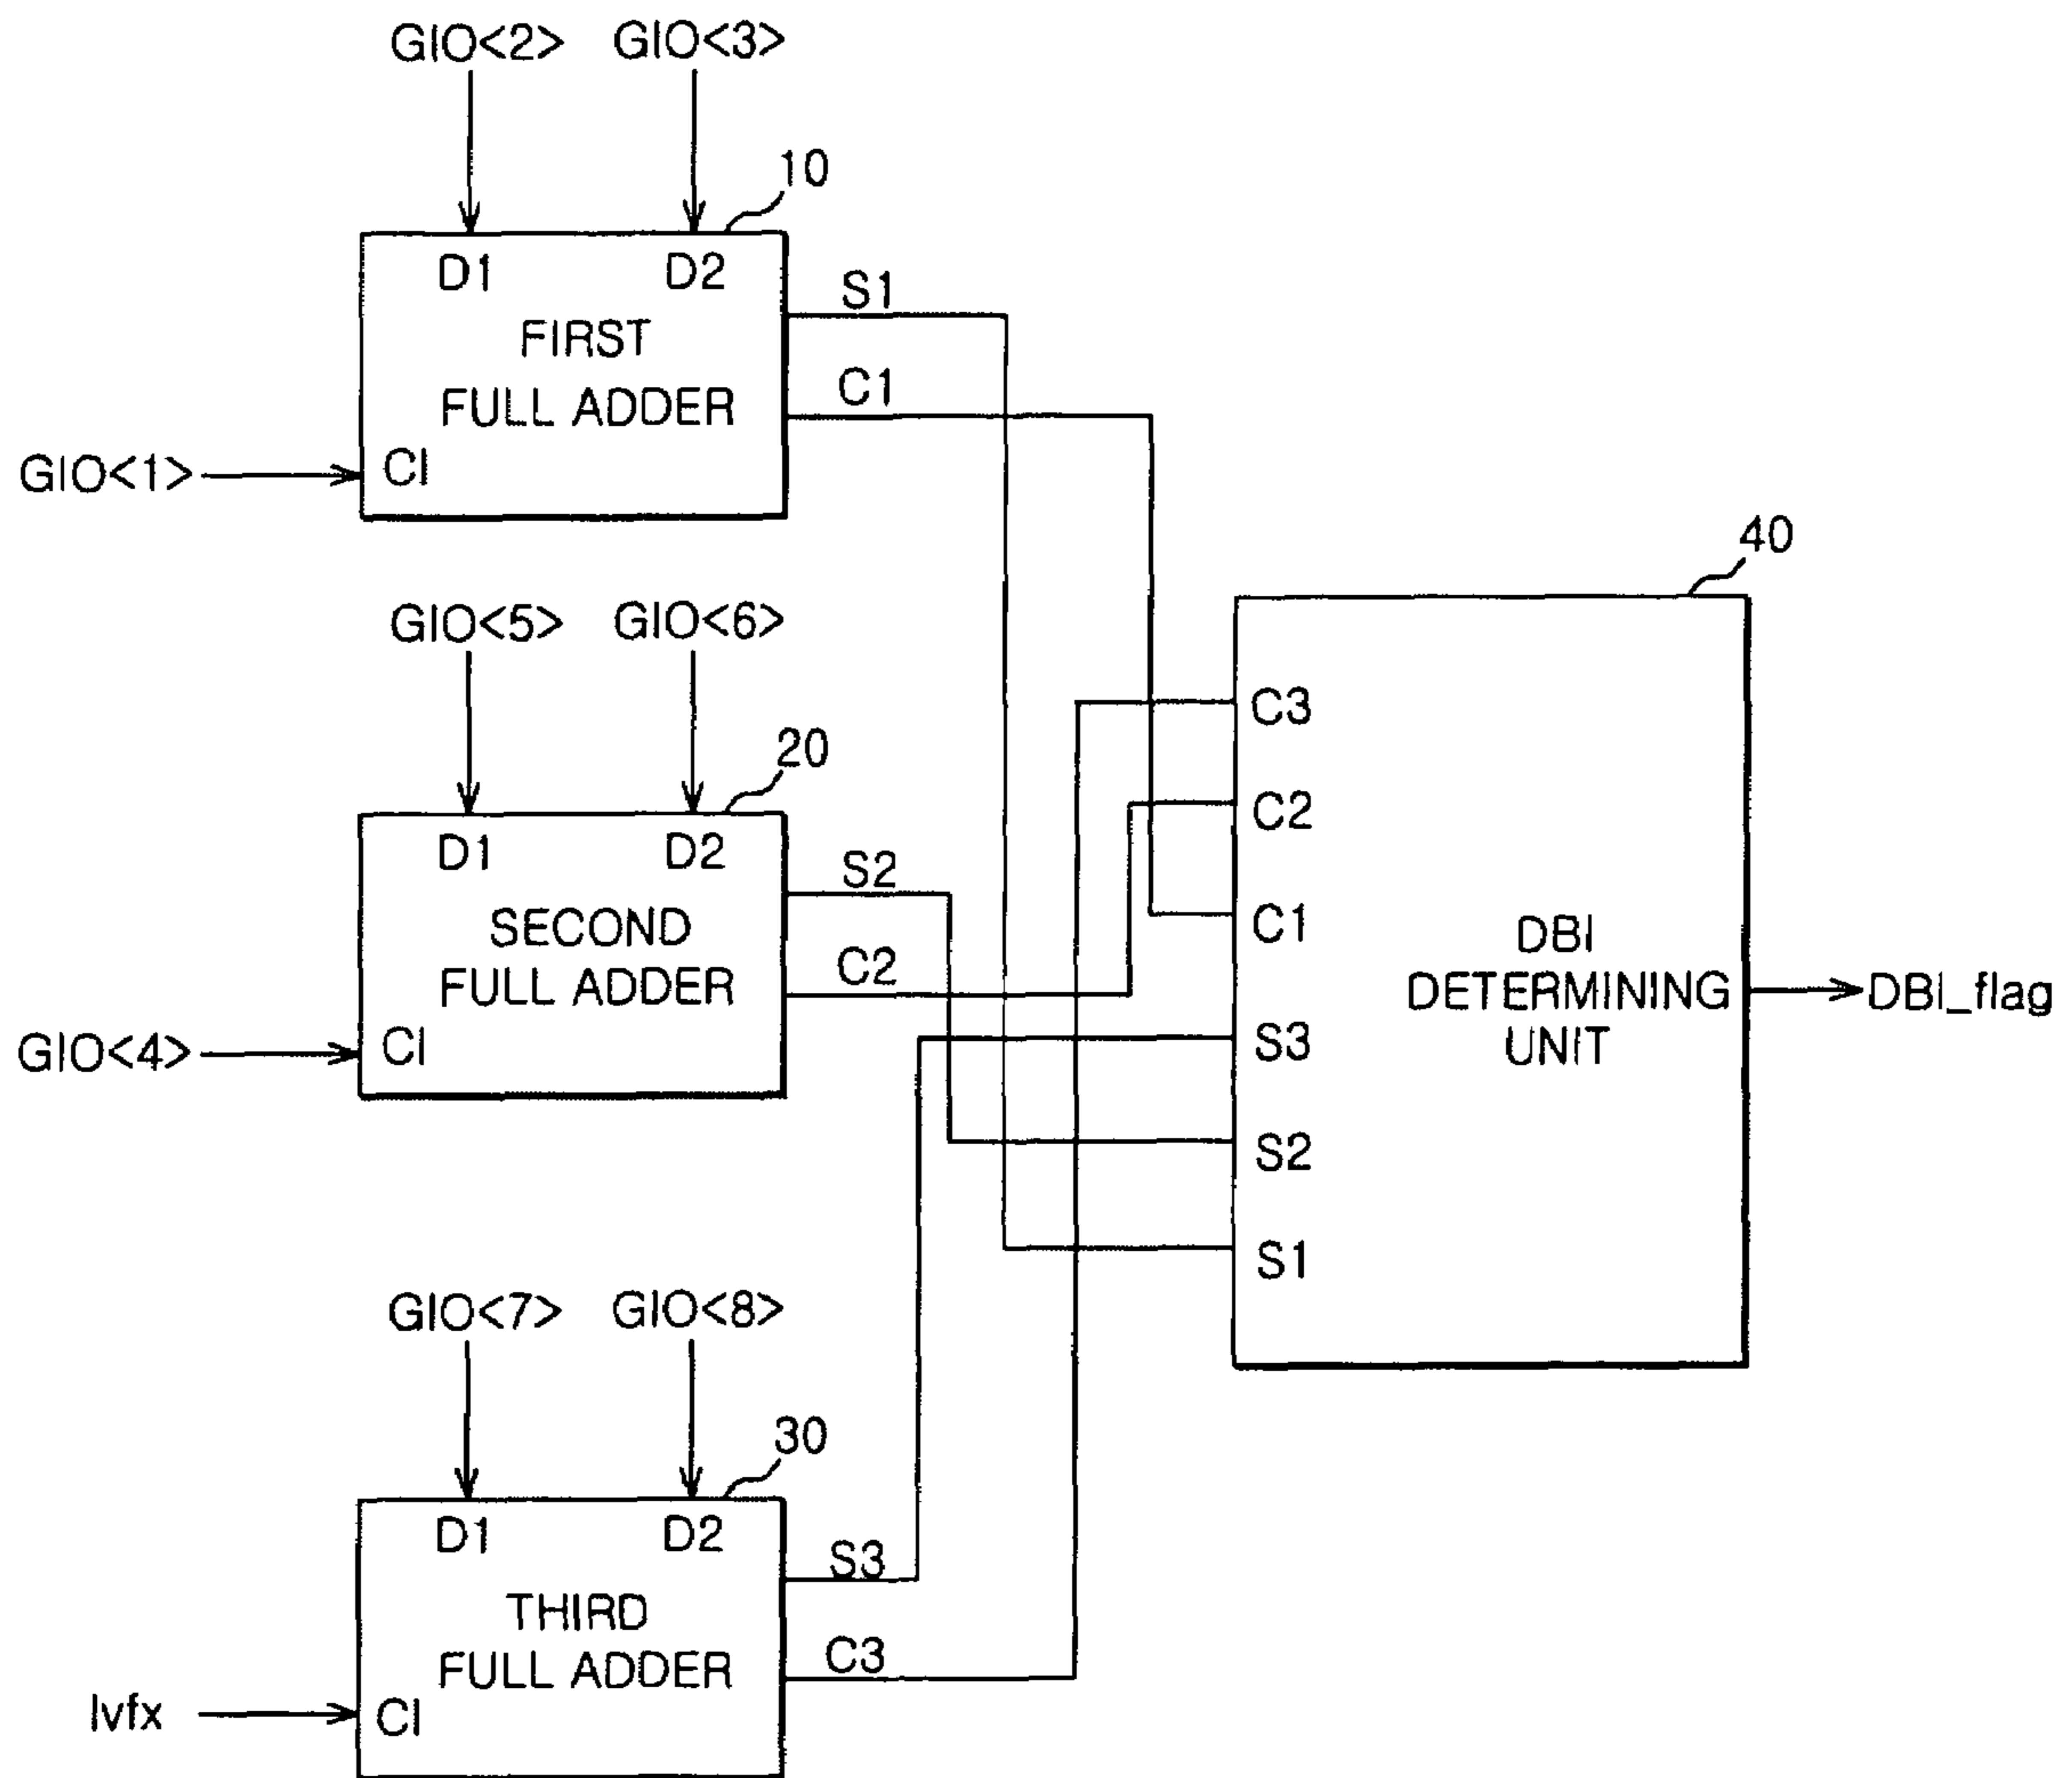 GIO<2> GIO<3>
10
D1 D2
S1
FIRST
FULL ADDER
C1
GIO<1> CI
40
GIO<5> GIO<6>
20
D1 D2
S2
SECOND
FULL ADDER
C2
GIO<4> CI
C3
C2
C1
S3
S2
S1
DBI
DETERMINING
UNIT
DBI_flag
GIO<7> GIO<8>
30
D1 D2
S3
THIRD
FULL ADDER
C3
lvfx CI